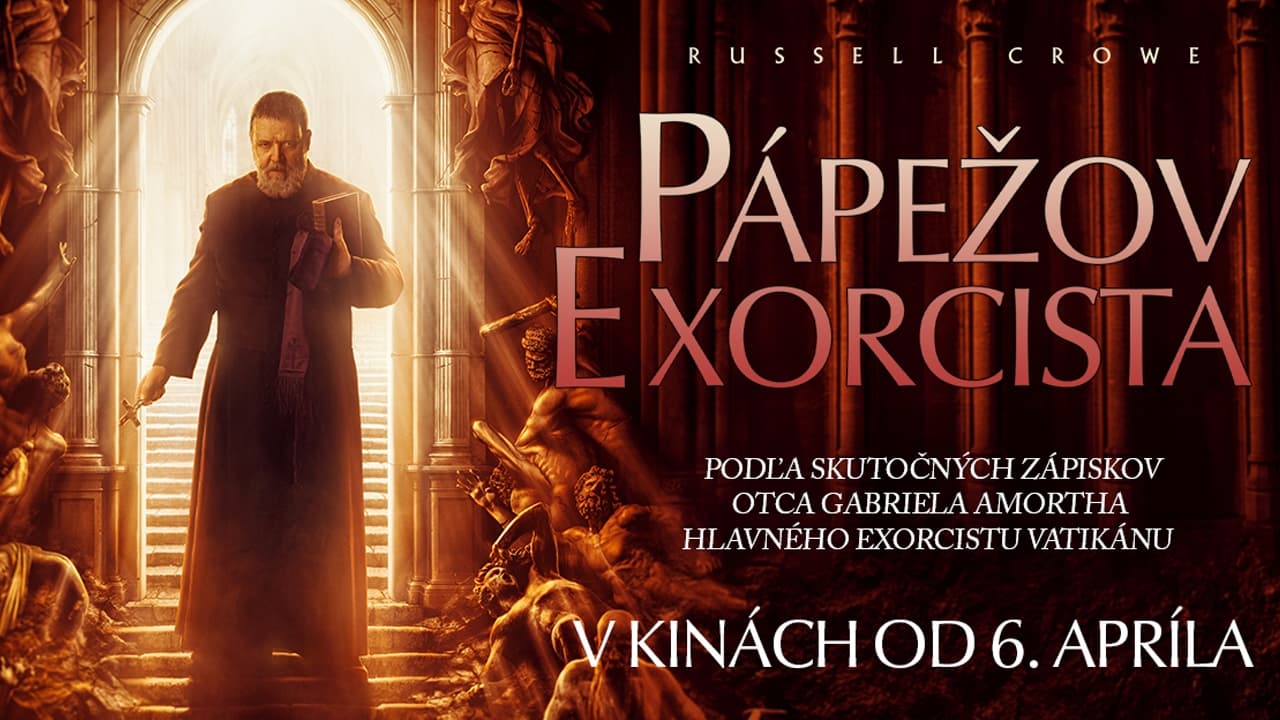 RUSSELL CROWE
PÁPEŽOV
EXORCISTA
PODĽA SKUTOČNÝCH ZÁPISKOV
OTCA GABRIELA AMORTHA
HLAVNÉHO EXORCISTU VATIKÁNU
V KINÁCH OD 6. APRÍLA